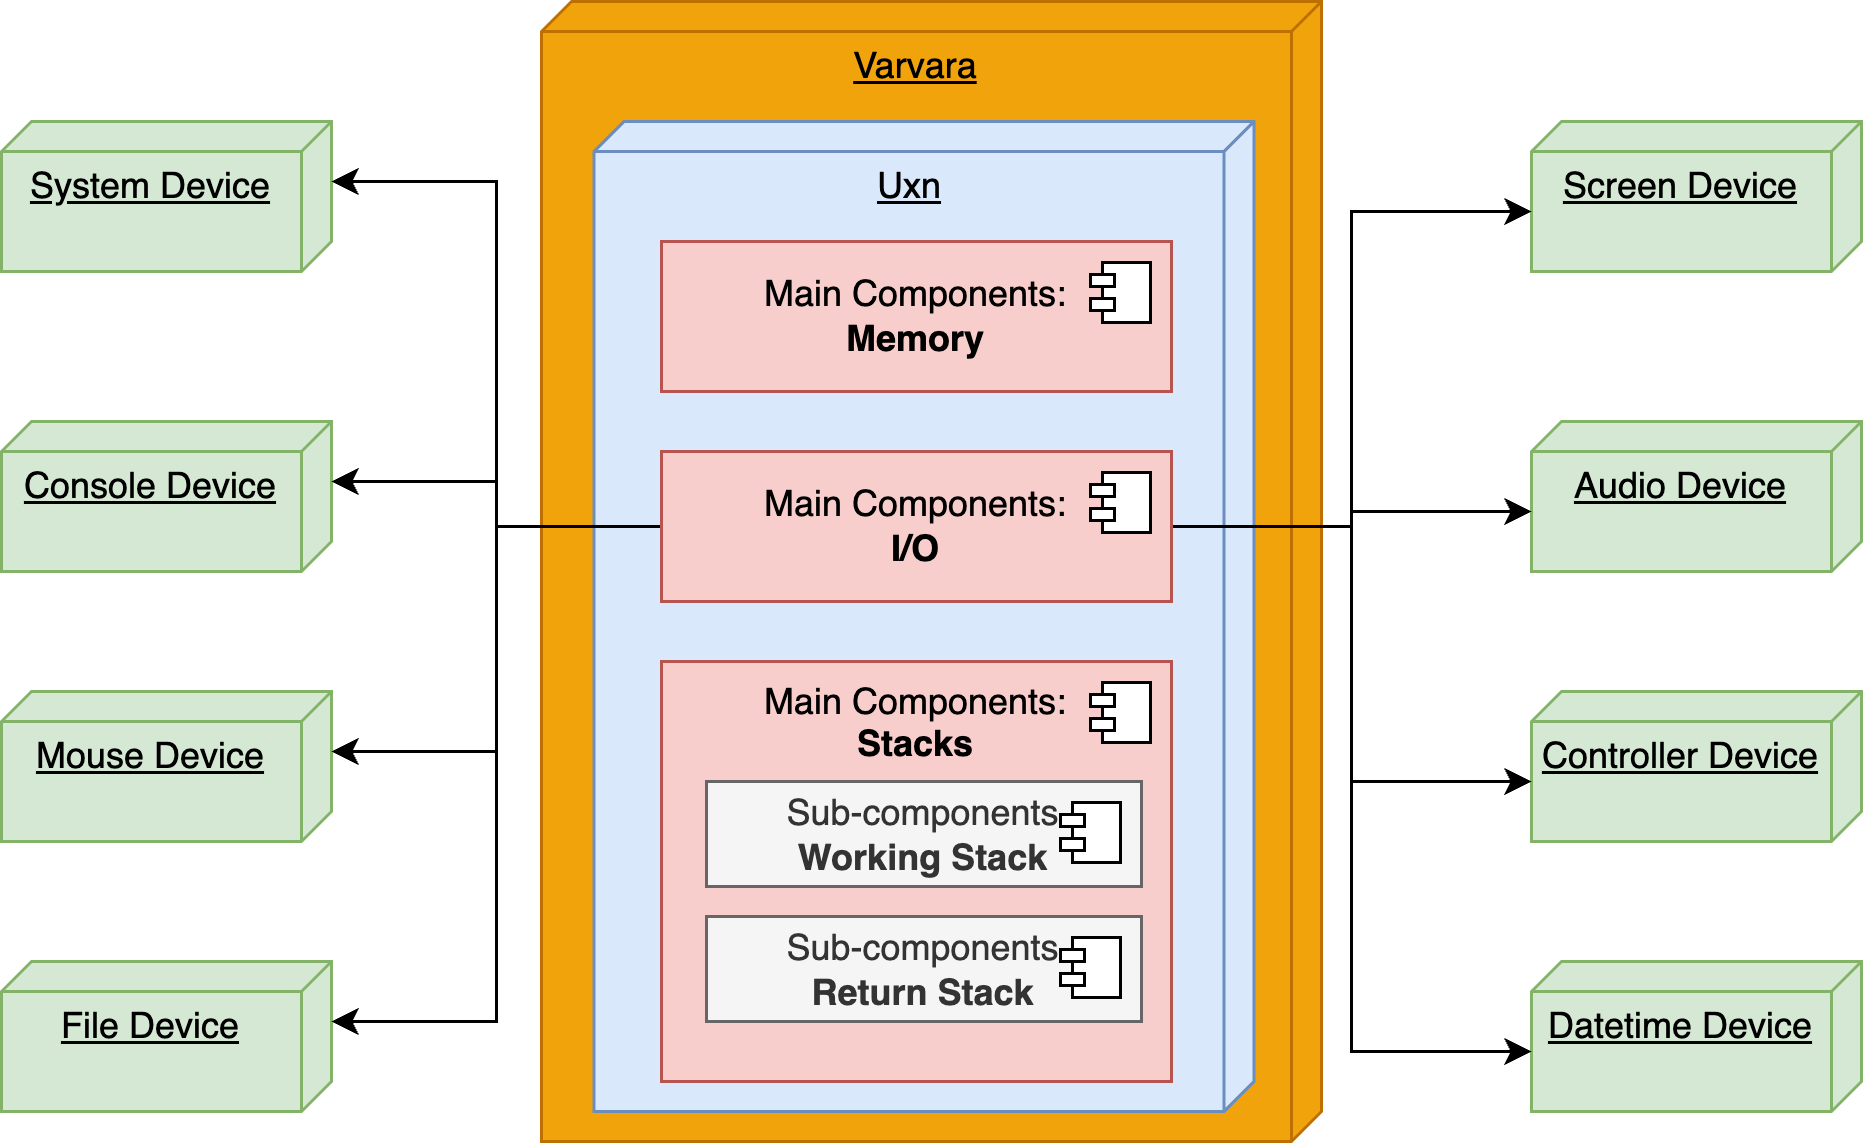 Varvara
Uxn
System Device
Console Device
Mouse Device
File Device
Main Components:
Memory
Main Components:
I/O
Main Components:
Stacks
Sub-components
Working Stack
Sub-components
Return Stack
Screen Device
Audio Device
Controller Device
Datetime Device